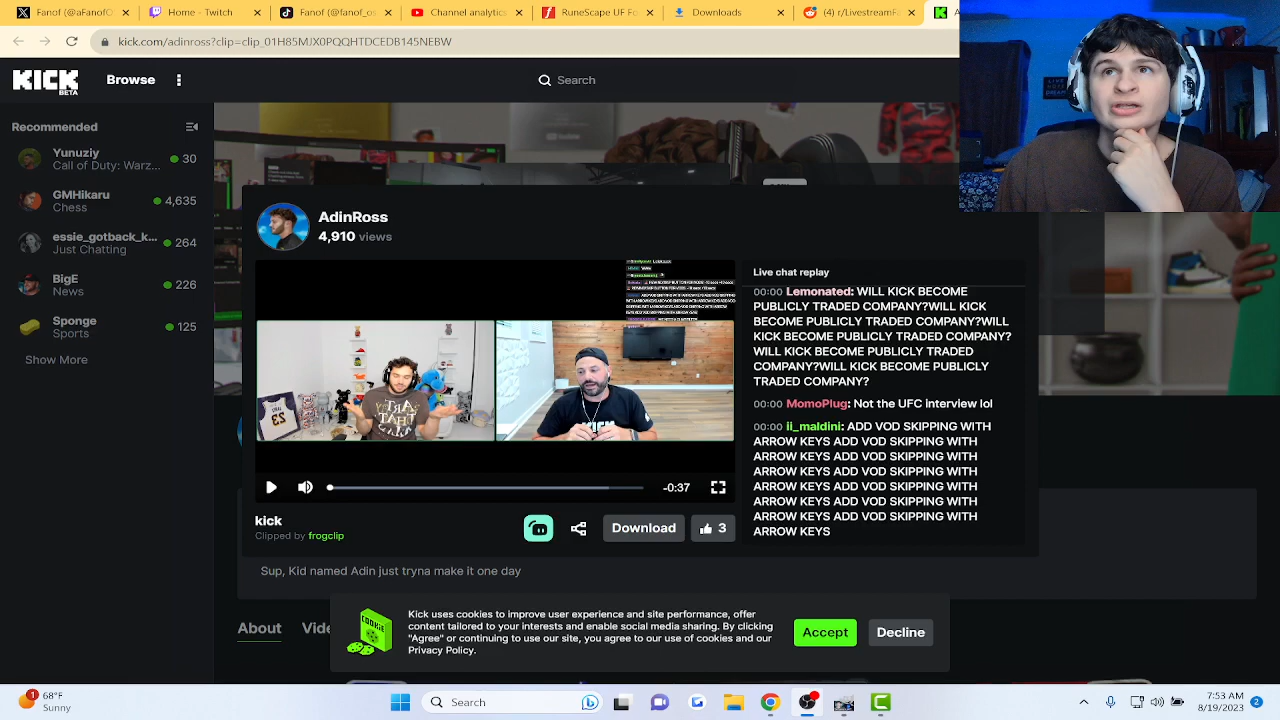 Fanof (@fanof_os
Home - Twitch
Fanof (@fanof_o
Channel analytics
RuneScape UF Fo
Downloads
(4) r/LivestreamF
A
kick.com/adinross?clip=clip_01H85MJX0PQQHTDCEDB145NEBW
KICK
BETA
Browse
Search
Recommended
Yunuziy
Call of Duty: Warz...
30
GMHikaru
Chess
4,635
essie_gotback_k...
Just Chatting
264
BigE
News
Sponge
Sports
125
Show More
AdinRoss
4,910 views
Live chat replay
00:00 Lemonated: WILL KICK BECOME
PUBLICLY TRADED COMPANY?WILL KICK
BECOME PUBLICLY TRADED COMPANY?WILL
KICK BECOME PUBLICLY TRADED COMPANY?
WILL KICK BECOME PUBLICLY TRADED
COMPANY?WILL KICK BECOME PUBLICLY
TRADED COMPANY?
00:00 MomoPlug: Not the UFC interview lol
00:00 ii_maldini: ADD VOD SKIPPING WITH
ARROW KEYS ADD VOD SKIPPING WITH
ARROW KEYS ADD VOD SKIPPING WITH
ARROW KEYS ADD VOD SKIPPING WITH
ARROW KEYS ADD VOD SKIPPING WITH
ARROW KEYS ADD VOD SKIPPING WITH
ARROW KEYS ADD VOD SKIPPING WITH
ARROW KEYS
-0:37
kick
Clipped by frogclip
Download
3
Sup, Kid named Adin just tryna make it one day
About
Vide
COOKIE
Kick uses cookies to improve user experience and site performance, offer
content tailored to your interests and enable social media sharing. By clicking
"Agree" or continuing to use our site, you agree to our use of cookies and our
Privacy Policy.
Accept
Decline
1
68°F
Sunny
Search
7:53 AM
8/19/2023
2